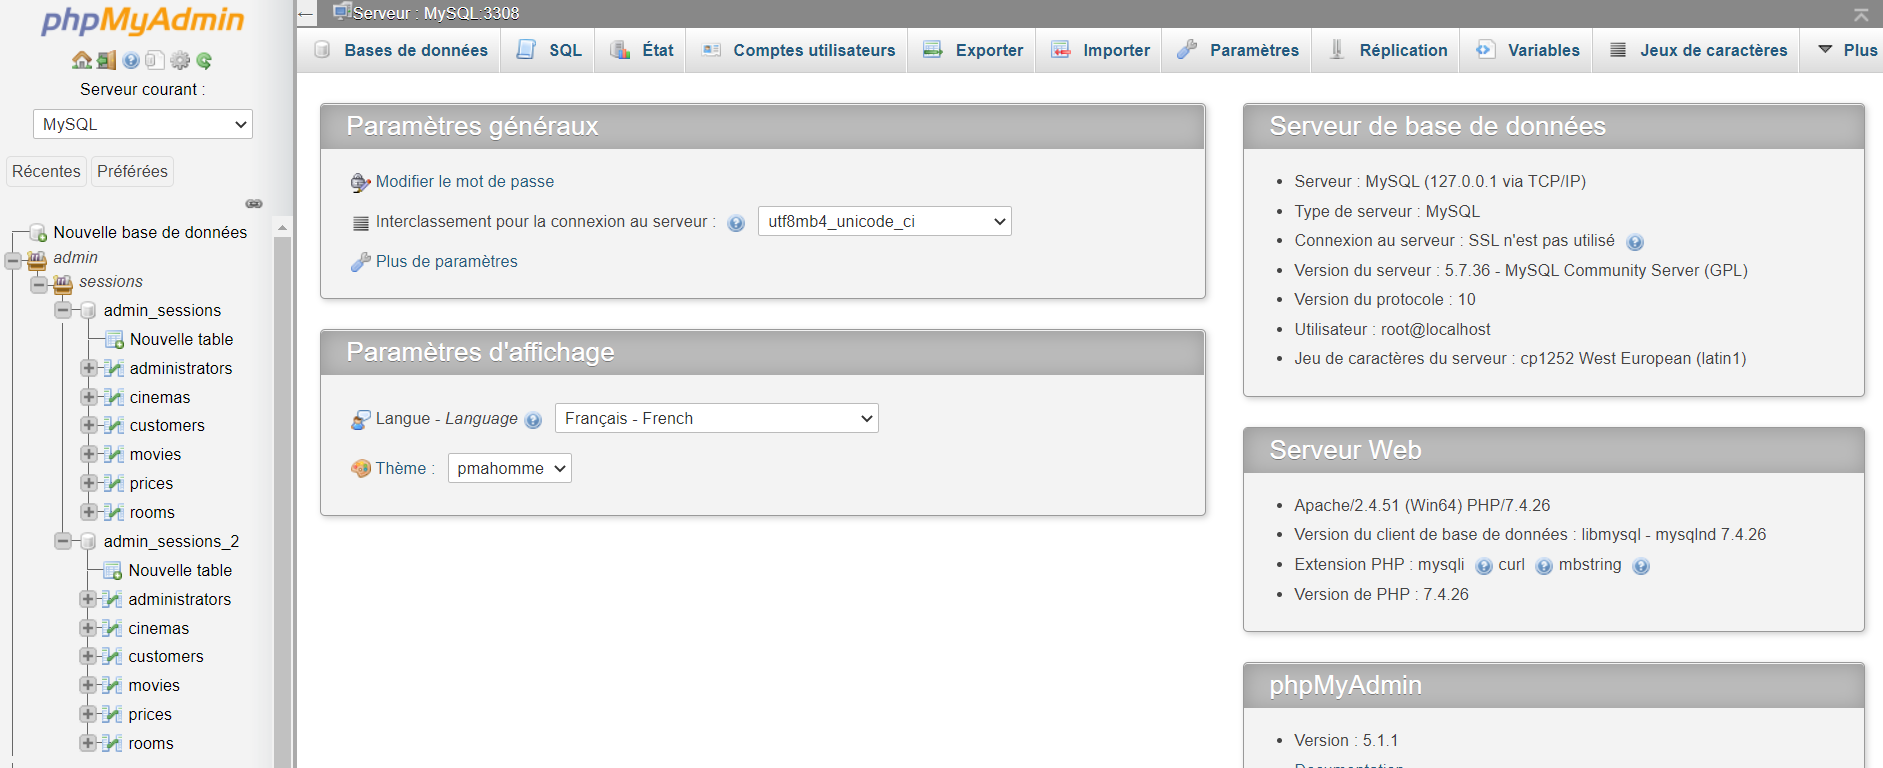 phpMyAdmin
Serveur courant :
MySQL
Récentes
Préférées
Nouvelle base de données
admin
sessions
admin_sessions
Nouvelle table
administrators
cinemas
customers
movies
prices
rooms
admin_sessions_2
Nouvelle table
administrators
cinemas
customers
movies
prices
rooms
Serveur : MySQL:3308
Bases de données
SQL
État
Comptes utilisateurs
Exporter
Importer
Paramètres
Réplication
Variables
Jeux de caractères
Plus
Paramètres généraux
Modifier le mot de passe
Interclassement pour la connexion au serveur : utf8mb4_unicode_ci
Plus de paramètres
Paramètres d'affichage
Langue - Language Français - French
Thème : pmahomme
Serveur de base de données
Serveur : MySQL (127.0.0.1 via TCP/IP)
Type de serveur : MySQL
Connexion au serveur : SSL n'est pas utilisé
Version du serveur : 5.7.36 - MySQL Community Server (GPL)
Version du protocole : 10
Utilisateur : root@localhost
Jeu de caractères du serveur : cp1252 West European (latin1)
Serveur Web
Apache/2.4.51 (Win64) PHP/7.4.26
Version du client de base de données : libmysql - mysqlnd 7.4.26
Extension PHP : mysqli curl mbstring
Version de PHP : 7.4.26
phpMyAdmin
Version : 5.1.1
Documentation